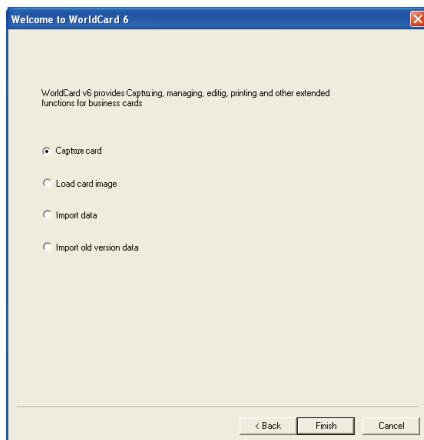 Welcome to WorldCard 6
WorldCard v6 provides Captuxing, managing, editig, printing and other extended
functions for business cards
Capture card
Load card image
Import data
Import old version data
< Back
Finish
Cancel